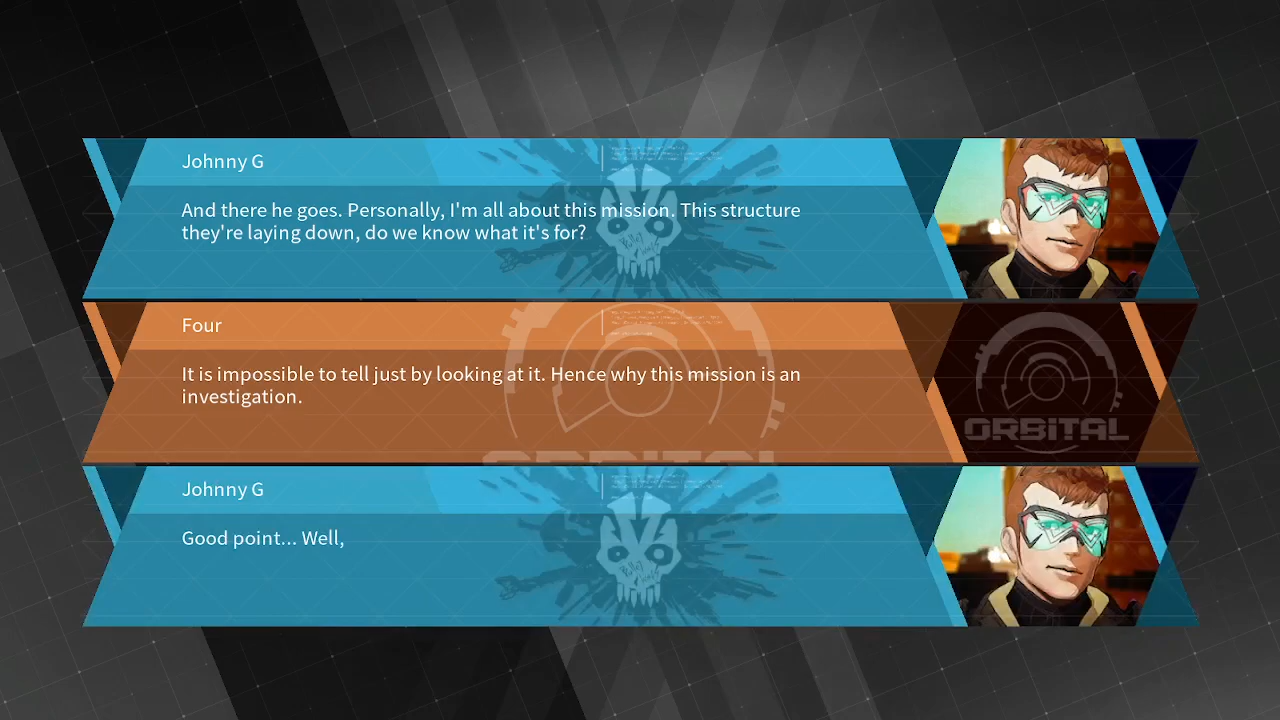 Johnny G
And there he goes. Personally, I'm all about this mission. This structure
they're laying down, do we know what it's for?
Four
It is impossible to tell just by looking at it. Hence why this mission is an
investigation.
ORBITAL
ORBITAL
Johnny G
Good point... Well,